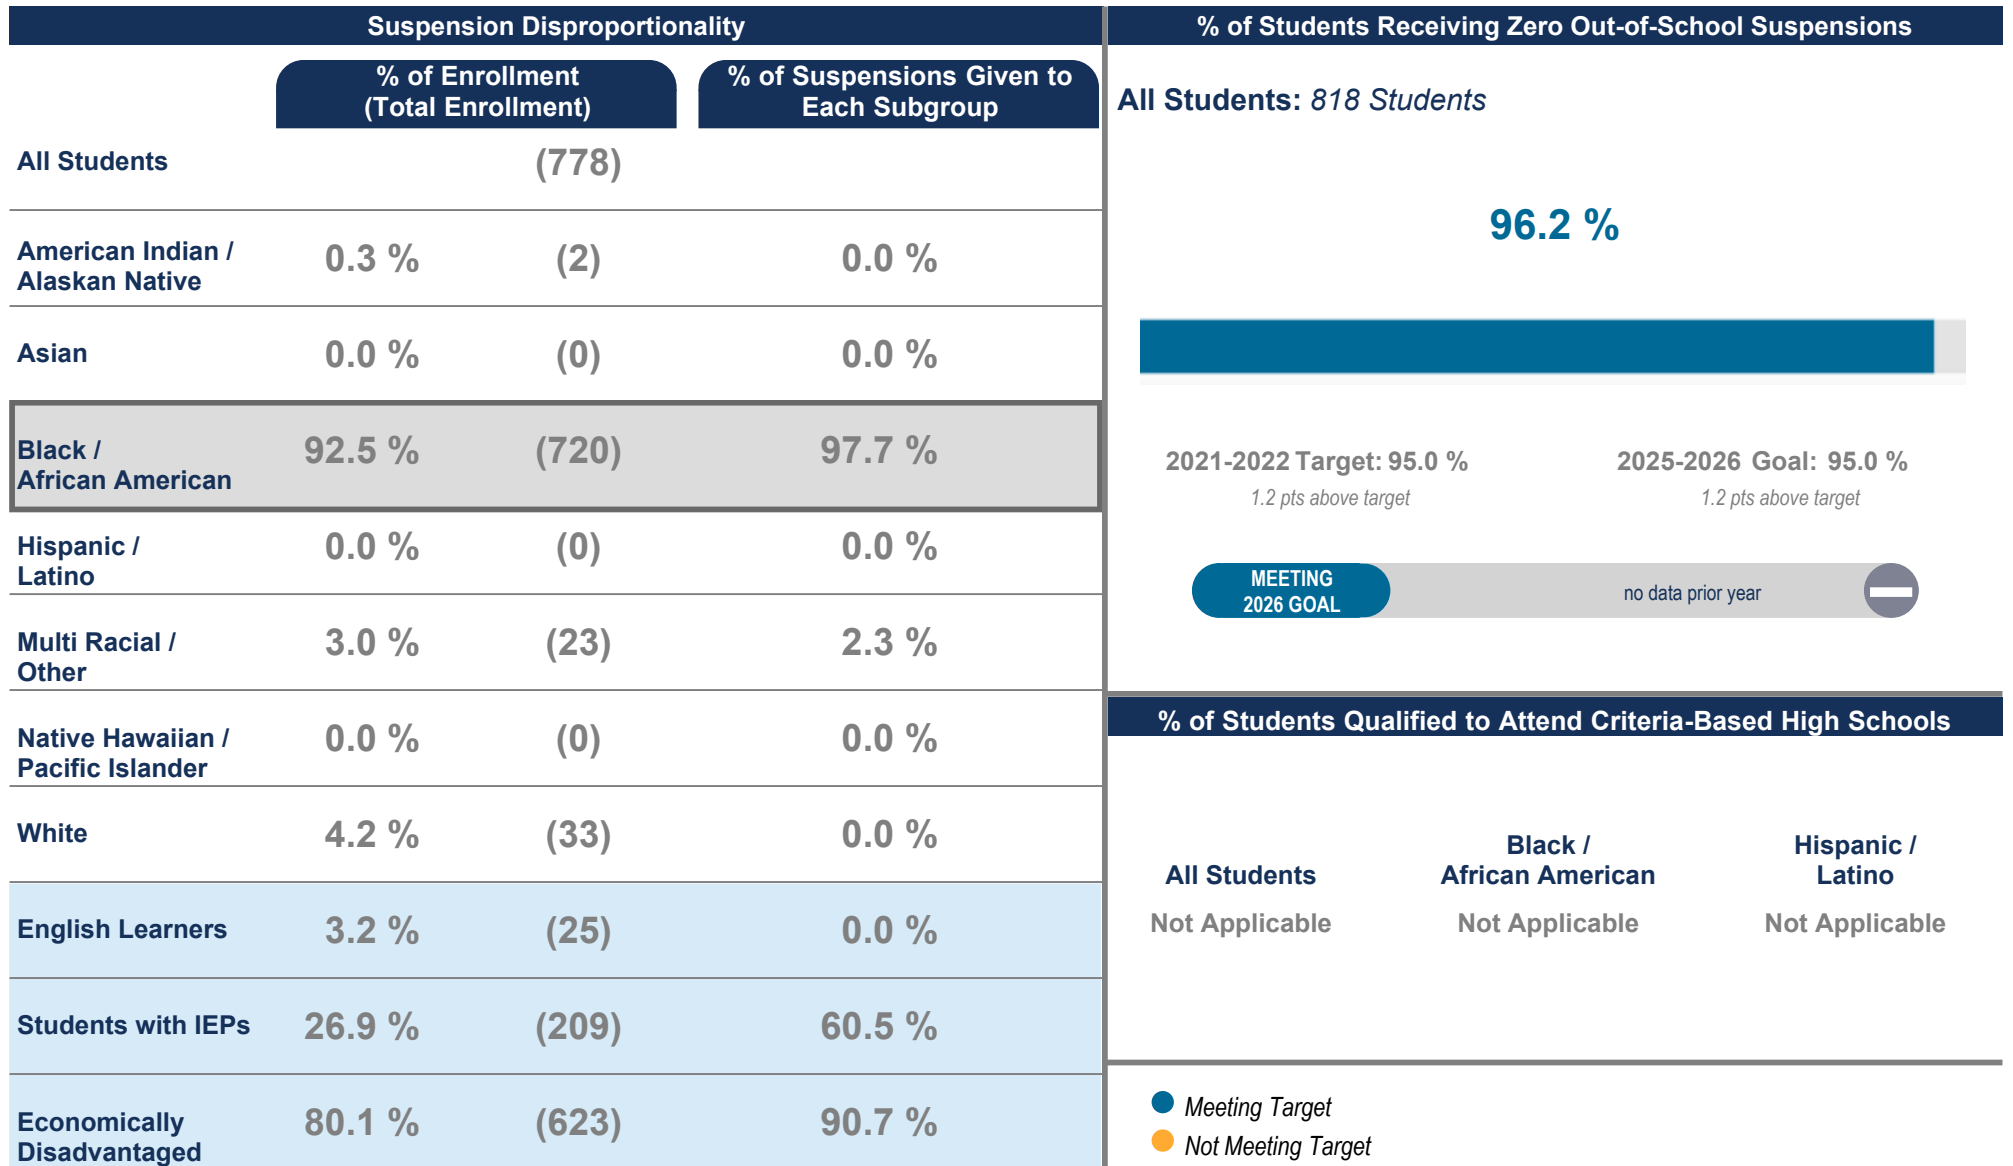 Suspension Disproportionality
% of Enrollment
(Total Enrollment)
% of Suspensions Given to
Each Subgroup
All Students
(778)
American Indian /
Alaskan Native
0.3 % (2) 0.0 %
Asian 0.0 % (0) 0.0 %
Black /
African American
92.5 % (720) 97.7 %
Hispanic /
Latino
0.0 % (0) 0.0 %
Multi Racial /
Other
3.0 % (23) 2.3 %
Native Hawaiian /
Pacific Islander
0.0 % (0) 0.0 %
White 4.2 % (33) 0.0 %
English Learners 3.2 % (25) 0.0 %
Students with IEPs 26.9 % (209) 60.5 %
Economically
Disadvantaged
80.1 % (623) 90.7 %
% of Students Receiving Zero Out-of-School Suspensions
All Students: 818 Students
96.2 %
2021-2022 Target: 95.0 %
1.2 pts above target
2025-2026 Goal: 95.0 %
1.2 pts above target
MEETING
2026 GOAL
no data prior year
% of Students Qualified to Attend Criteria-Based High Schools
All Students
Not Applicable
Black /
African American
Not Applicable
Hispanic /
Latino
Not Applicable
Meeting Target
Not Meeting Target